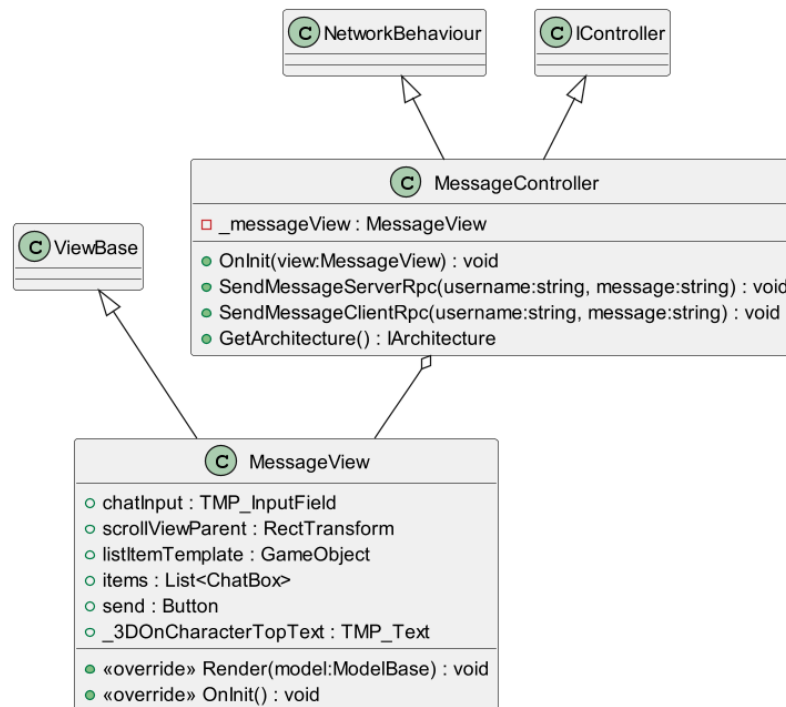 C NetworkBehaviour
C IController
C MessageController
_messageView : MessageView
OnInit(view:MessageView) : void
SendMessageServerRpc(username:string, message:string) : void
SendMessageClientRpc(username:string, message:string) : void
GetArchitecture() : IArchitecture
C ViewBase
C MessageView
chatInput : TMP_InputField
scrollViewParent : RectTransform
listItemTemplate : GameObject
items : List<ChatBox>
send : Button
_3DOnCharacterTopText : TMP_Text
«override» Render(model:ModelBase) : void
«override» OnInit() : void